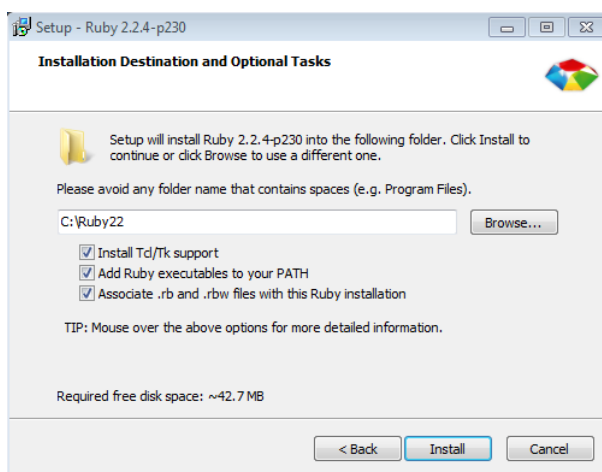 Setup - Ruby 2.2.4-p230
Installation Destination and Optional Tasks
Setup will install Ruby 2.2.4-p230 into the following folder. Click Install to
continue or click Browse to use a different one.
Please avoid any folder name that contains spaces (e.g. Program Files).
C:\Ruby22
Browse...
Install Tcl/Tk support
Add Ruby executables to your PATH
Associate .rb and .rbw files with this Ruby installation
TIP: Mouse over the above options for more detailed information.
Required free disk space: ~42.7 MB
< Back
Install
Cancel